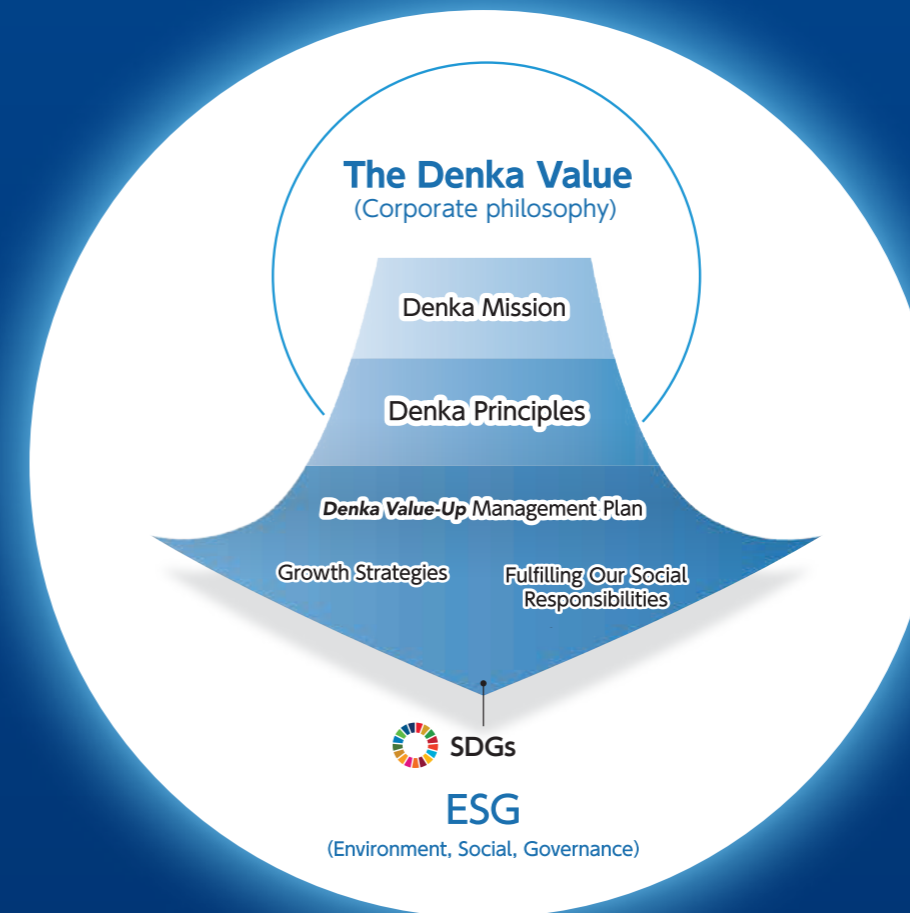 The Denka Value
(Corporate philosophy)
Denka Mission
Denka Principles
Denka Value-Up Management Plan
Growth Strategies
Fulfilling Our Social
Responsibilities
SDGs
ESG
(Environment, Social, Governance)